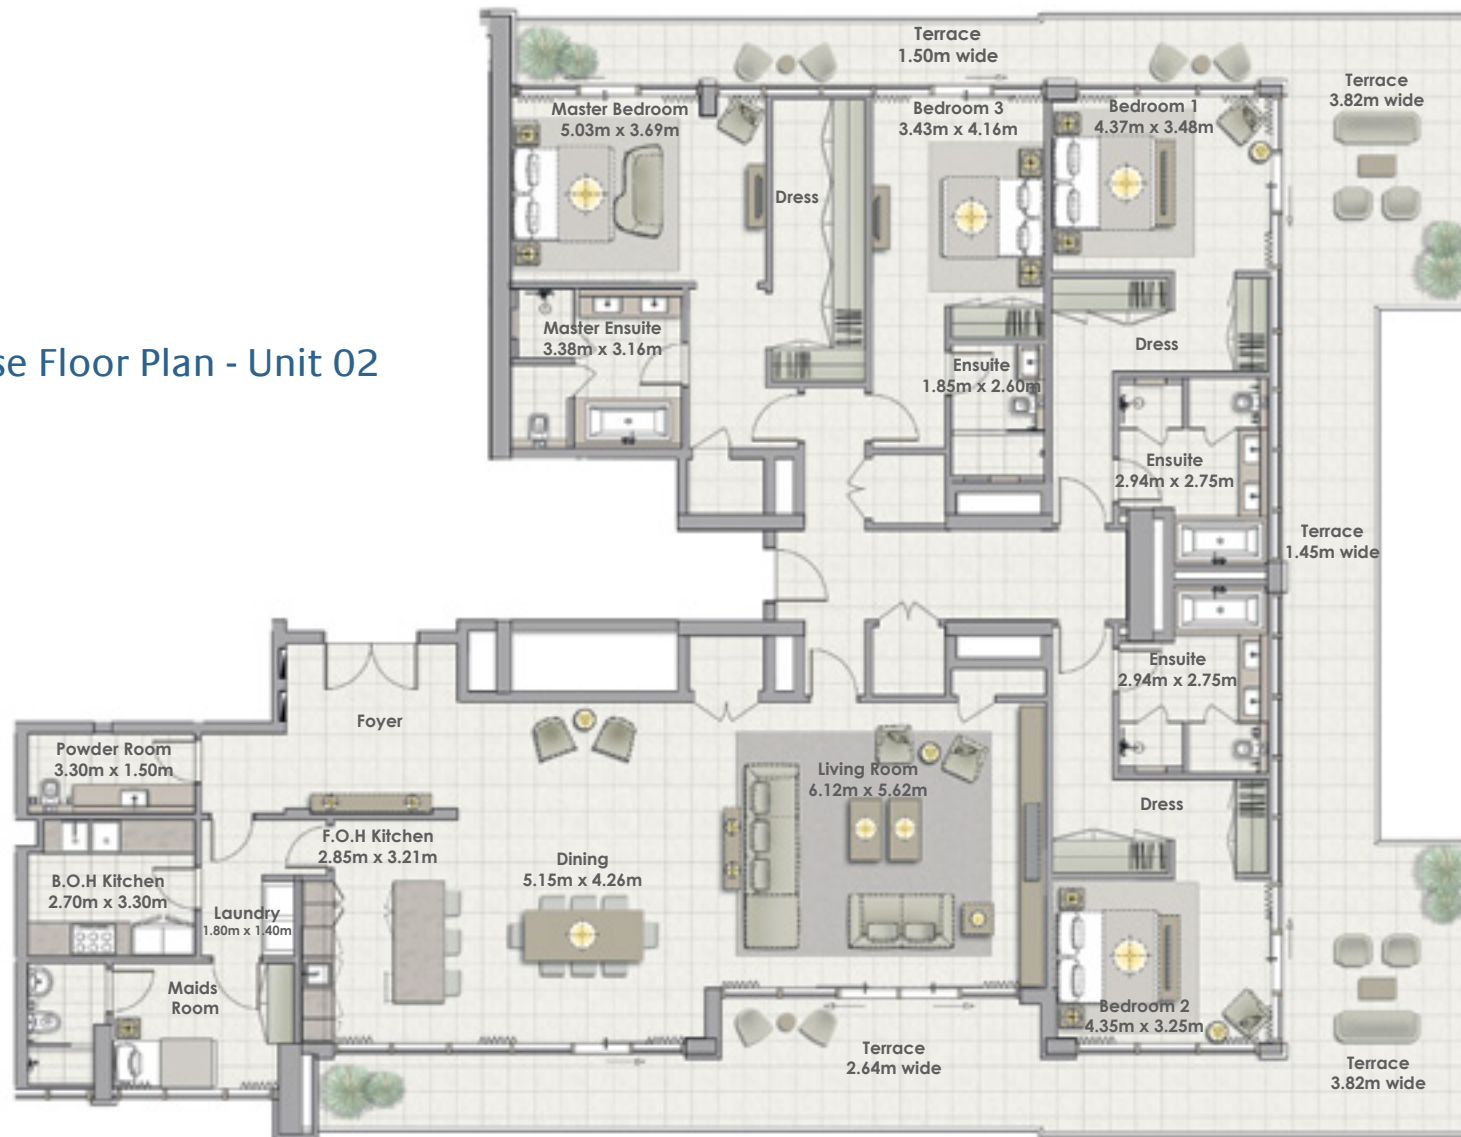 Terrace
1.50m wide
Terrace
3.82m wide
Master Bedroom
5.03m x 3.69m
Bedroom 3
3.43m x 4.16m
Bedroom 1
4.37m x 3.48m
Dress
Master Ensuite
3.38m x 3.16m
Dress
se Floor Plan - Unit 02
Ensuite
1.85m x 2.60m
Ensuite
2.94m x 2.75m
Terrace
1.45m wide
Ensuite
2.94m x 2.75m
Foyer
Powder Room
3.30m x 1.50m
Living Room
6.12m x 5.62m
Dress
F.O.H Kitchen
2.85m x 3.21m
Dining
5.15m x 4.26m
B.O.H Kitchen
2.70m x 3.30m
Laundry
1.80m x 1.40m
Maids
Room
Bedroom 2
4.35m x 3.25m
Terrace
2.64m wide
Terrace
3.82m wide